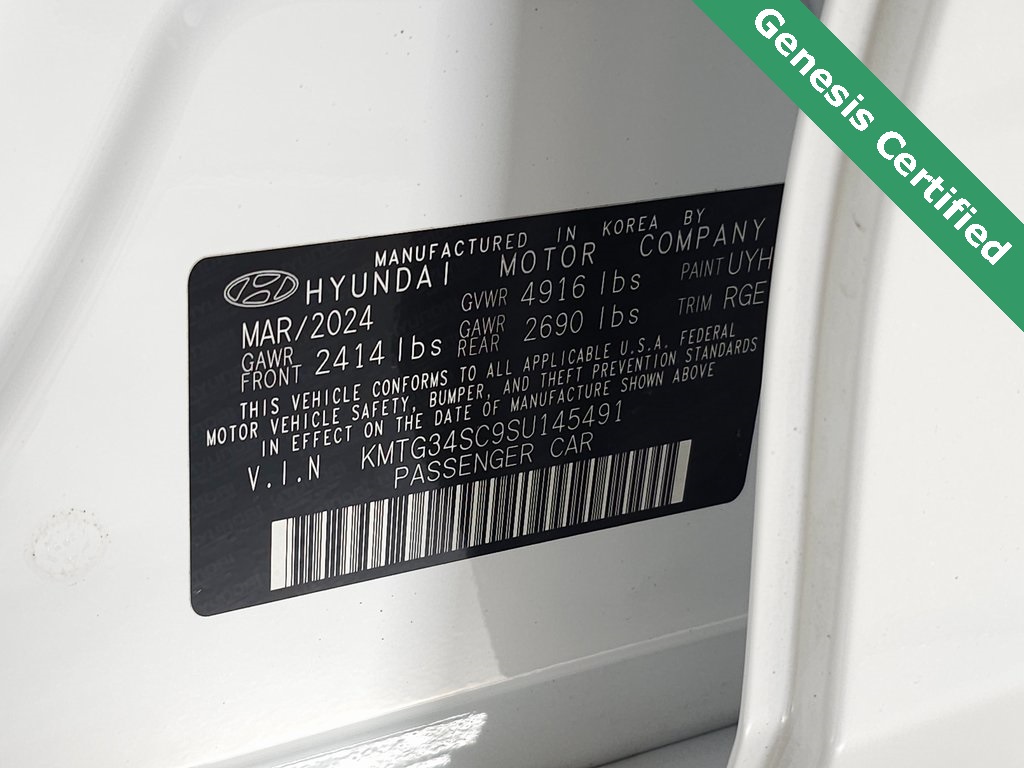 Genesis Certified
MANUFACTURED IN KOREA BY
HYUNDAI MOTOR COMPANY
MAR/2024 GVWR 4916 lbs PAINT UYH
GAWR FRONT 2414 lbs GAWR REAR 2690 lbs TRIM RGE
THIS VEHICLE CONFORMS TO ALL APPLICABLE U.S.A. FEDERAL
MOTOR VEHICLE SAFETY, BUMPER, AND THEFT PREVENTION STANDARDS
IN EFFECT ON THE DATE OF MANUFACTURE SHOWN ABOVE
V.I.N KMTG34SC9SU145491
PASSENGER CAR